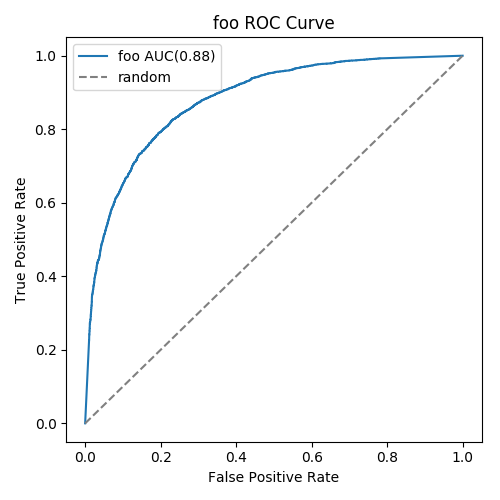 foo ROC Curve
foo AUC(0.88)
random
True Positive Rate
1.0
0.8
0.6
0.4
0.2
0.0
0.0 0.2 0.4 0.6 0.8 1.0
False Positive Rate